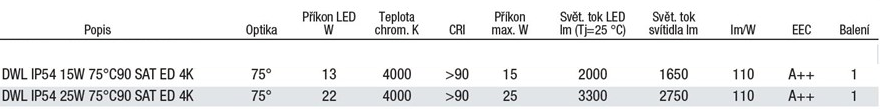 Popis Optika Příkon LED W Teplota chrom. K CRI Příkon max. W Svět. tok LED lm (Tj=25 °C) Svět. tok svítidla lm lm/W EEC Balení
DWL IP54 15W 75°C90 SAT ED 4K 75° 13 4000 >90 15 2000 1650 110 A++ 1
DWL IP54 25W 75°C90 SAT ED 4K 75° 22 4000 >90 25 3300 2750 110 A++ 1